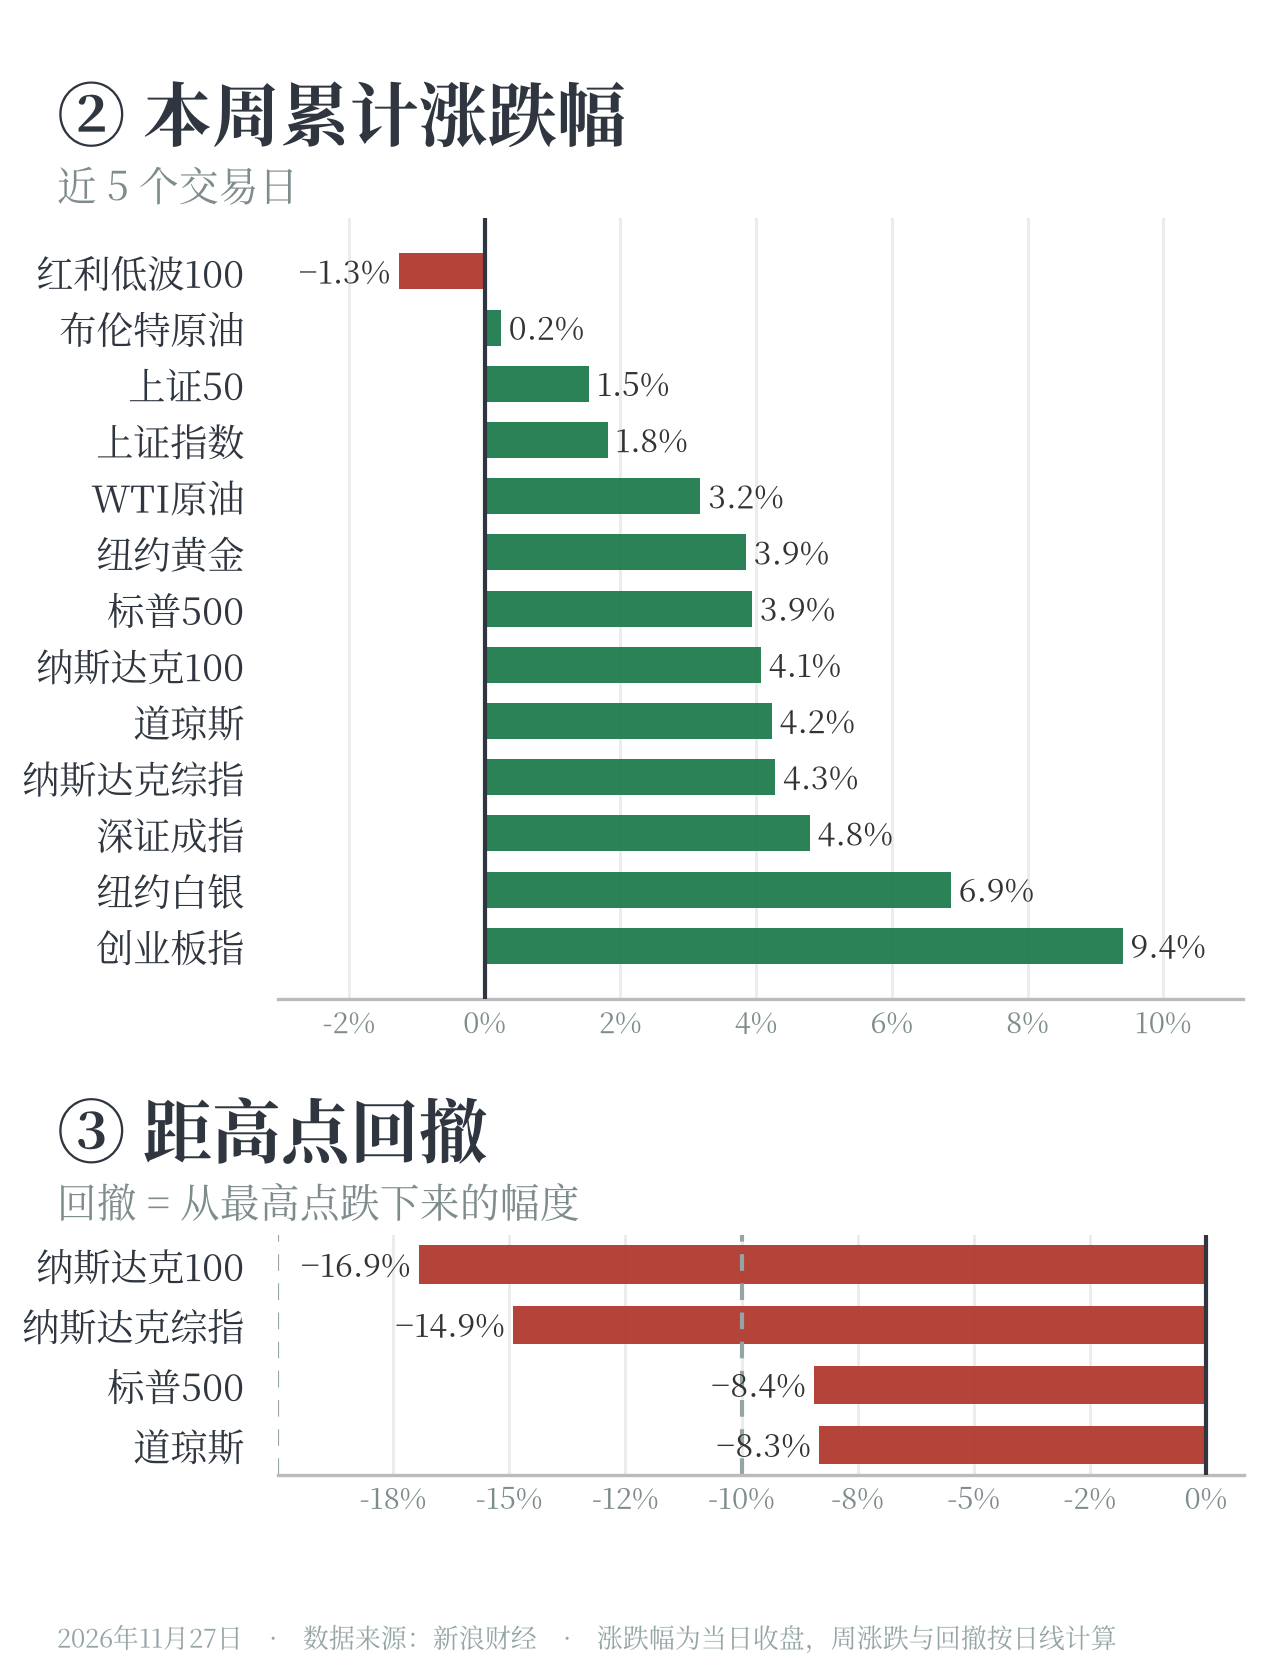 ② 本周累计涨跌幅
近 5 个交易日
红利低波100 −1.3%
布伦特原油 0.2%
上证50 1.5%
上证指数 1.8%
WTI原油 3.2%
纽约黄金 3.9%
标普500 3.9%
纳斯达克100 4.1%
道琼斯 4.2%
纳斯达克综指 4.3%
深证成指 4.8%
纽约白银 6.9%
创业板指 9.4%
-2% 0% 2% 4% 6% 8% 10%
③ 距高点回撤
回撤 = 从最高点跌下来的幅度
纳斯达克100 −16.9%
纳斯达克综指 −14.9%
标普500 −8.4%
道琼斯 −8.3%
-18% -15% -12% -10% -8% -5% -2% 0%
2026年11月27日 · 数据来源：新浪财经 · 涨跌幅为当日收盘，周涨跌与回撤按日线计算